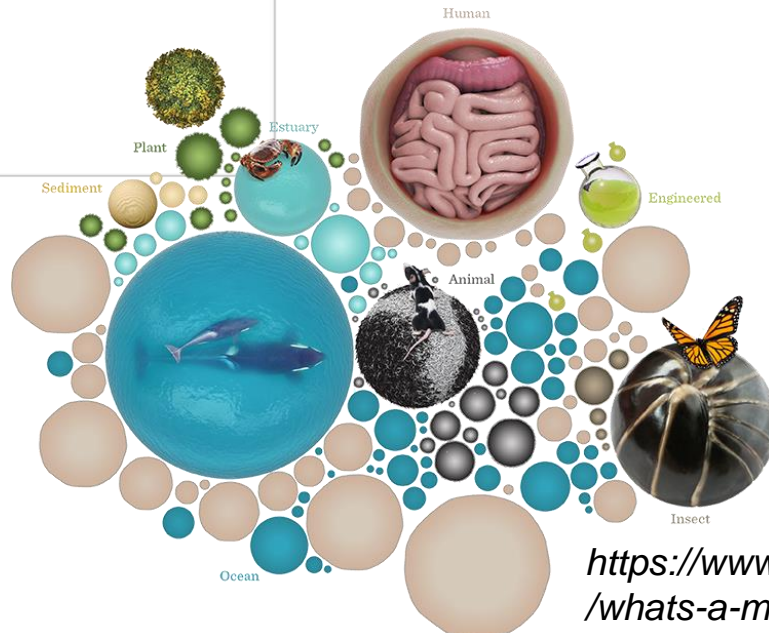 Human
Estuary
Plant
Sediment
Engineered
Animal
Insect
Ocean
https://www
/whats-a-m